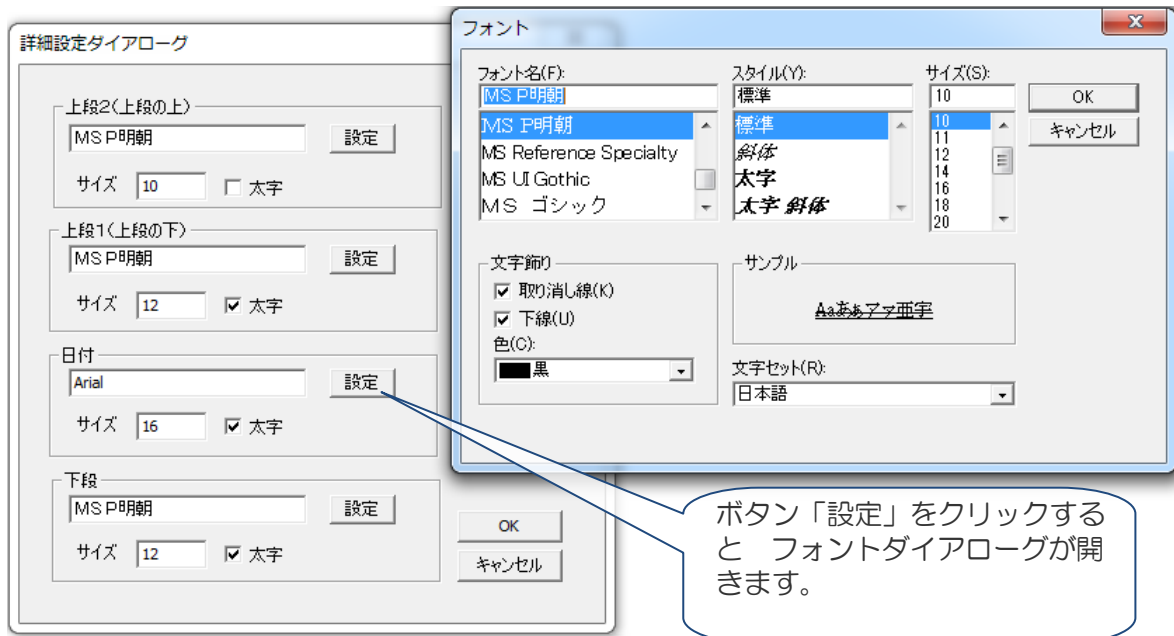 詳細設定ダイアローグ
上段2(上段の上)
MS P明朝
設定
サイズ 10 太字
上段1(上段の下)
MS P明朝
設定
サイズ 12 太字
日付
Arial
設定
サイズ 16 太字
下段
MS P明朝
設定
サイズ 12 太字
OK
キャンセル
フォント
フォント名(F):
MS P明朝
MS P明朝
MS Reference Specialty
MS UI Gothic
MS ゴシック
スタイル(Y):
標準
標準
斜体
太字
太字 斜体
サイズ(S):
10
10
11
12
14
16
18
20
OK
キャンセル
文字飾り
取り消し線(K)
下線(U)
色(C):
黒
サンプル
Aaあぁアァ亜宇
文字セット(R):
日本語
ボタン「設定」をクリックする
と　フォントダイアローグが開
きます。